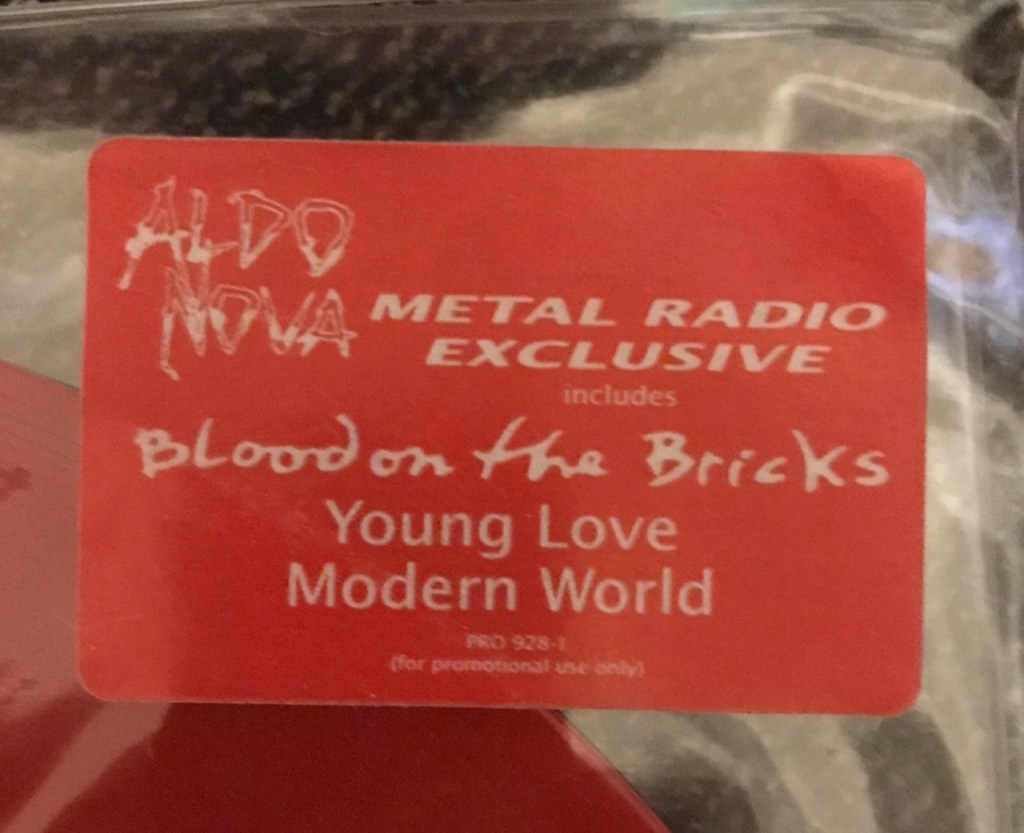 ALDO
NOVA
METAL RADIO
EXCLUSIVE
includes
Blood on the Bricks
Young Love
Modern World
PRO 928-1
(for promotional use only)